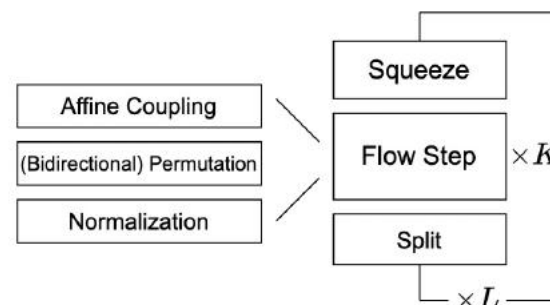 Squeeze
Affine Coupling
(Bidirectional) Permutation
Flow Step
× K
Normalization
Split
× L